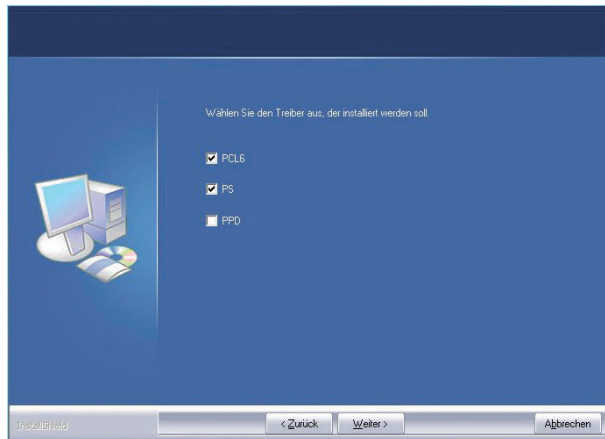 Wählen Sie den Treiber aus, der installiert werden soll.
PCL6
PS
PPD
InstallShield
< Zurück
Weiter >
Abbrechen